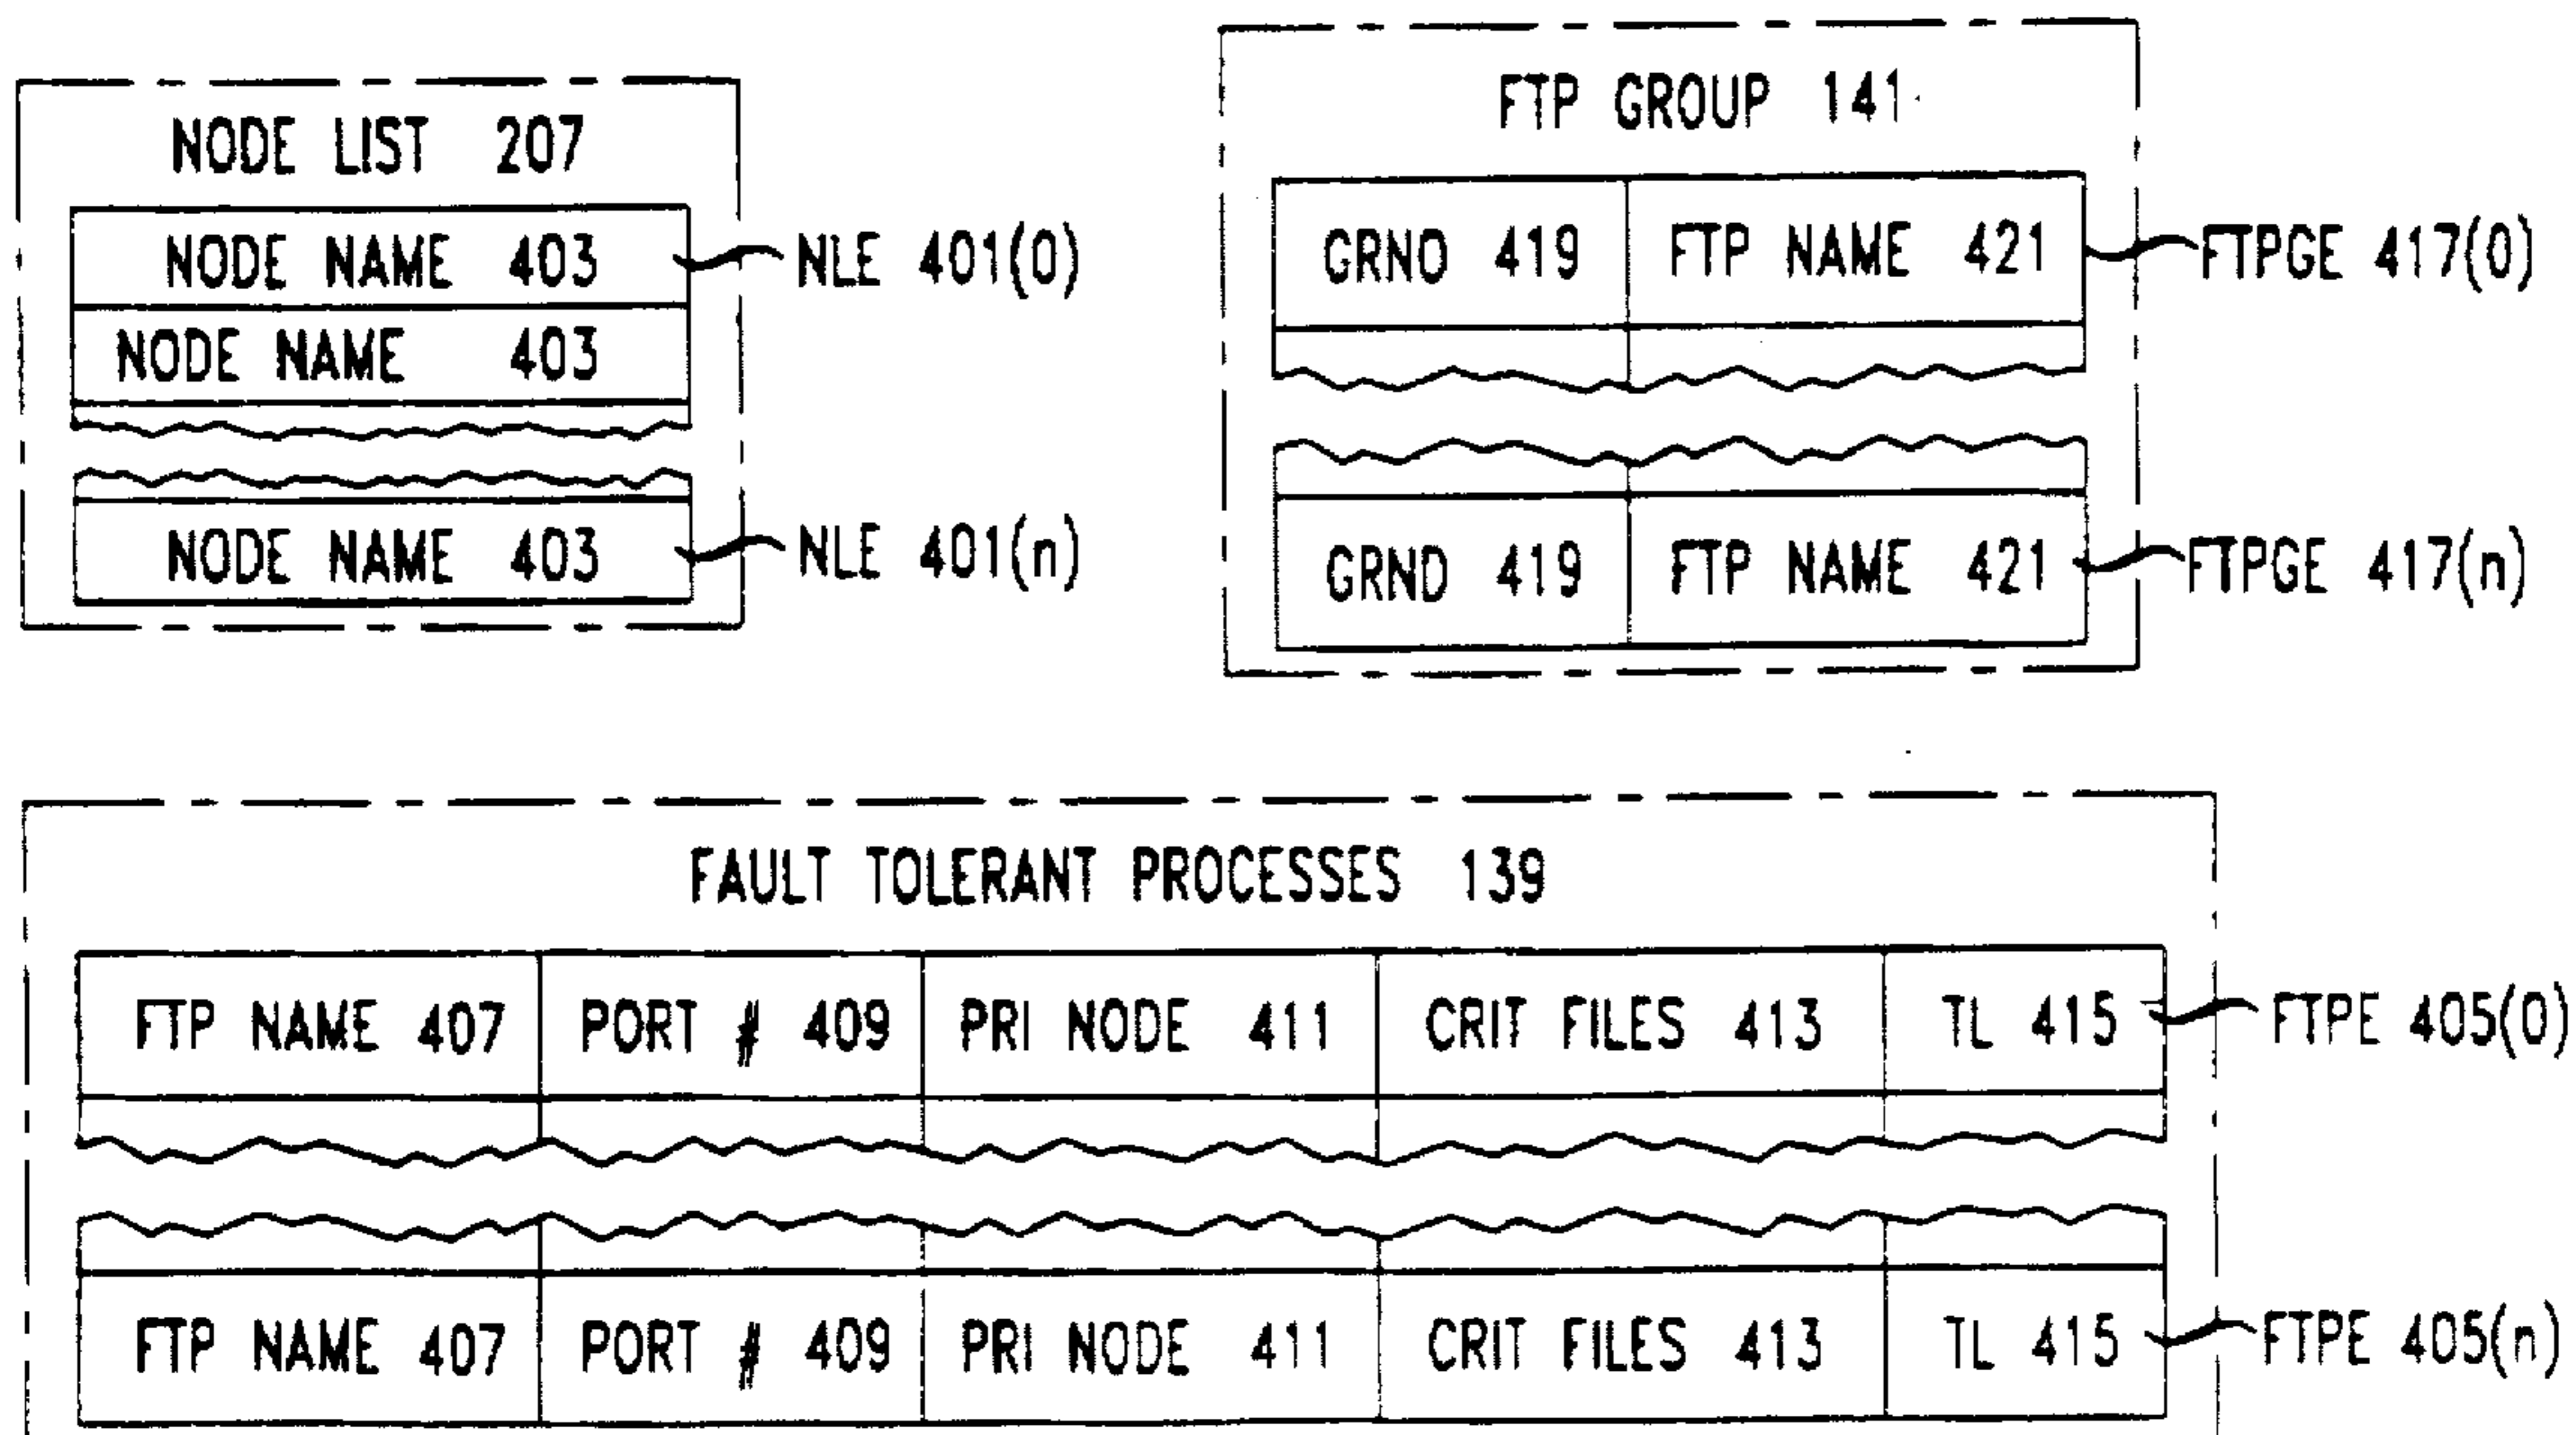 NODE LIST 207
NODE NAME 403 NLE 401(0)
NODE NAME 403
NODE NAME 403 NLE 401(n)
FTP GROUP 141
GRNO 419 FTP NAME 421 FTPGE 417(0)
GRND 419 FTP NAME 421 FTPGE 417(n)
FAULT TOLERANT PROCESSES 139
FTP NAME 407 PORT # 409 PRI NODE 411 CRIT FILES 413 TL 415 FTPE 405(0)
FTP NAME 407 PORT # 409 PRI NODE 411 CRIT FILES 413 TL 415 FTPE 405(n)